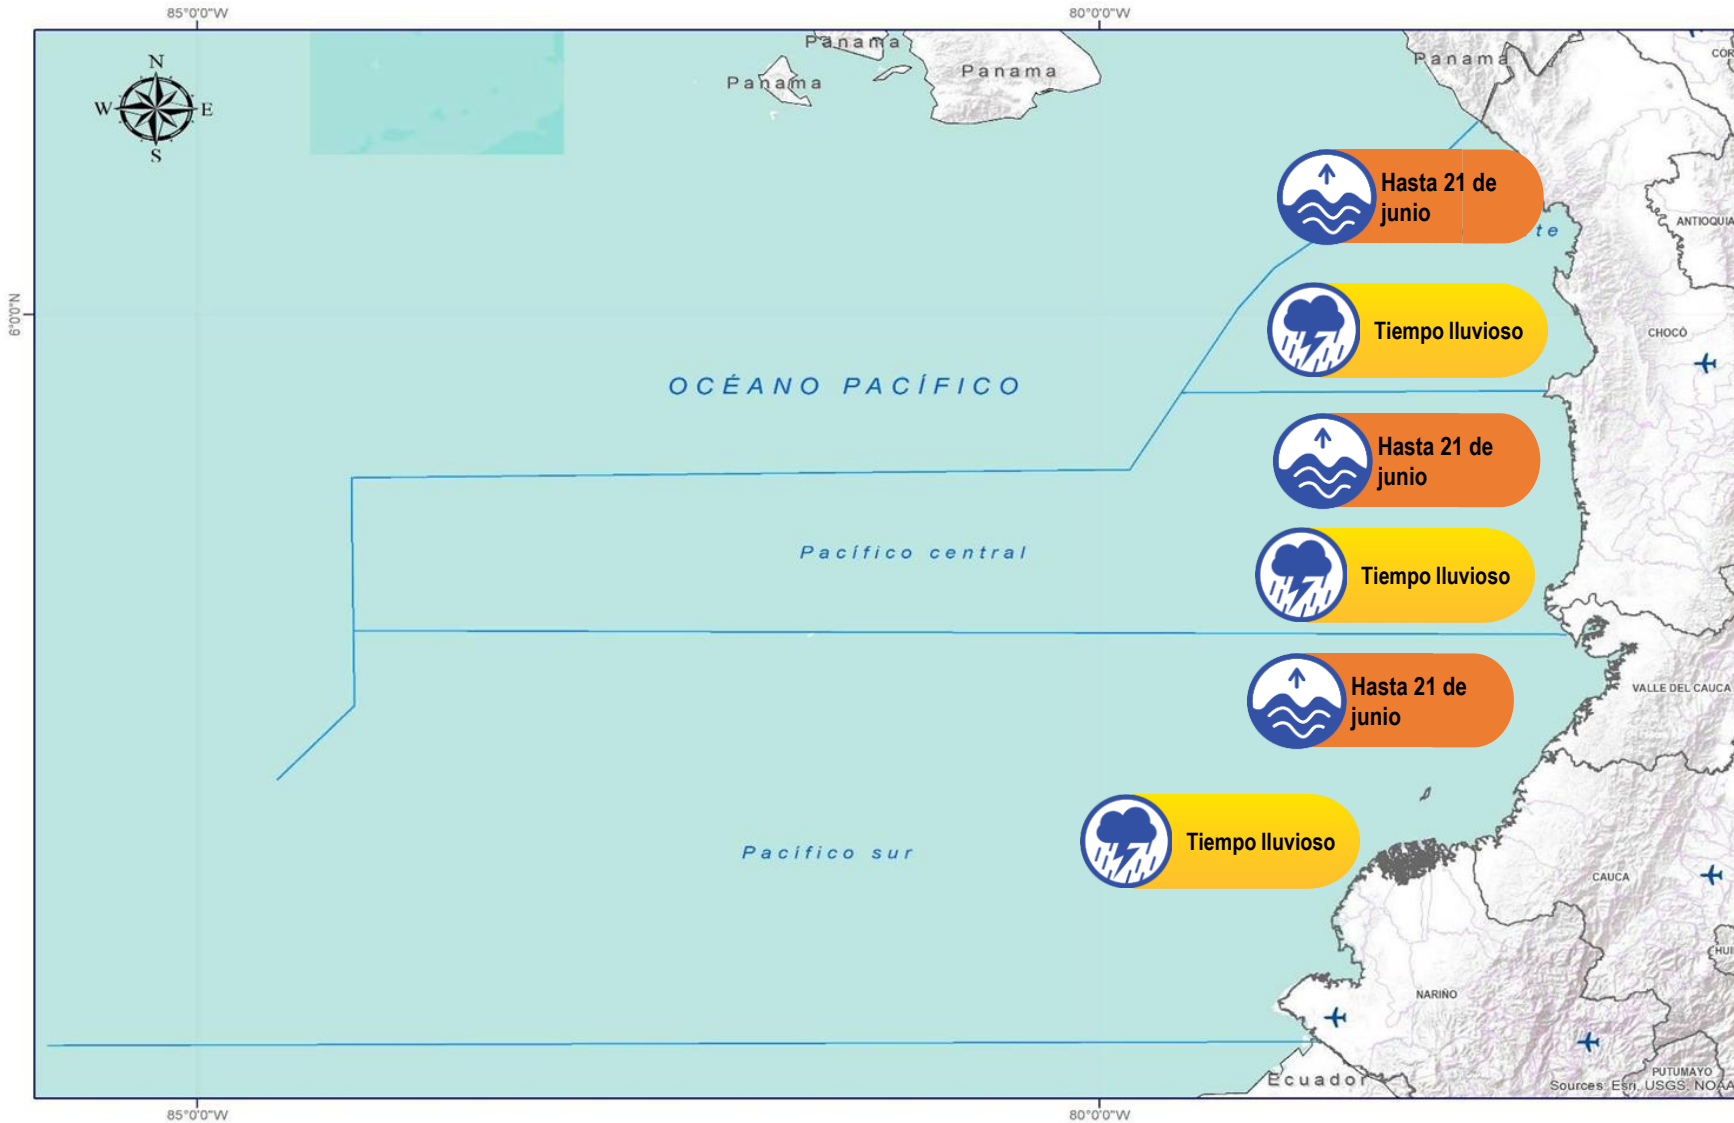 85°0'0"W
80°0'0"W
Panama
Panama
Panama
Panama
N
W
E
S
Hasta 21 de
junio
te
ANTIOQUIA
6°0'0"N
Tiempo lluvioso
CHOCÓ
OCÉANO PACÍFICO
Hasta 21 de
junio
Pacífico central
Tiempo lluvioso
Hasta 21 de
junio
VALLE DEL CAUCA
Tiempo lluvioso
Pacífico sur
CAUCA
HUI
NARIÑO
PUTUMAYO
Ecuador
Sources: Esri, USGS, NOAA
85°0'0"W
80°0'0"W